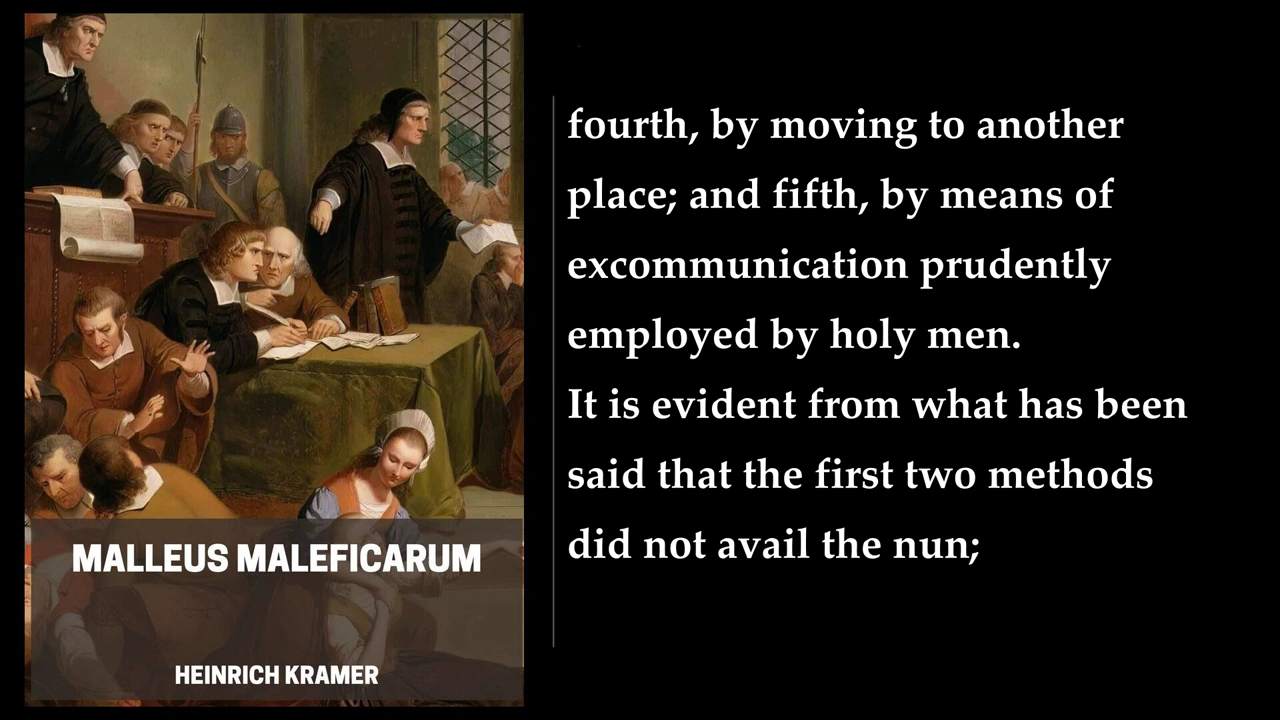 MALLEUS MALEFICARUM
HEINRICH KRAMER
fourth, by moving to another
place; and fifth, by means of
excommunication prudently
employed by holy men.
It is evident from what has been
said that the first two methods
did not avail the nun;